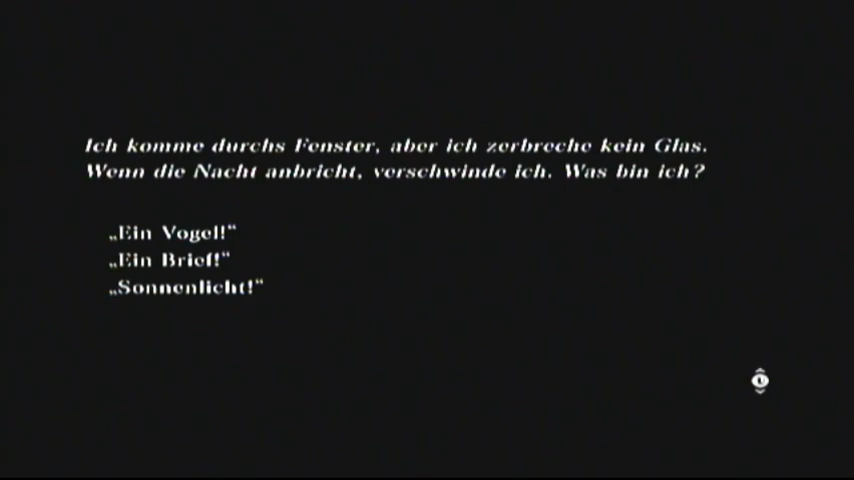 Ich komme durchs Fenster, aber ich zerbreche kein Glas.
Wenn die Nacht anbricht, verschwinde ich. Was bin ich?
„Ein Vogel!“
„Ein Brief!“
„Sonnenlicht!“